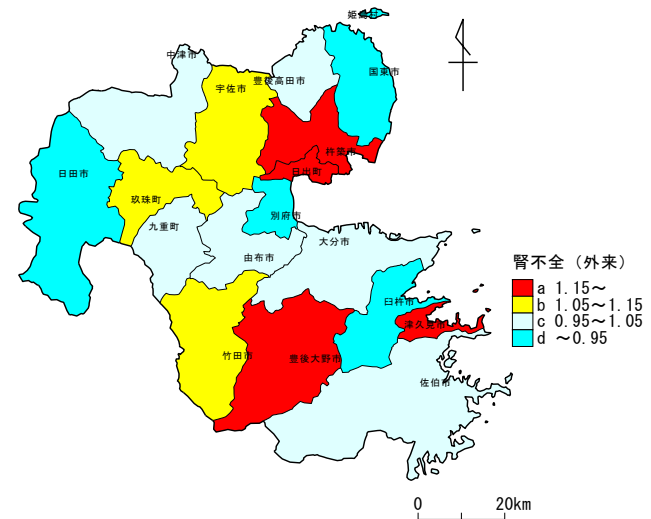 姫島村
中津市
豊後高田市
国東市
宇佐市
杵築市
日出町
日田市
玖珠町
別府市
九重町
大分市
由布市
腎不全（外来）
a 1.15～
b 1.05～1.15
c 0.95～1.05
d ～0.95
臼杵市
津久見市
竹田市
豊後大野市
佐伯市
0 20km